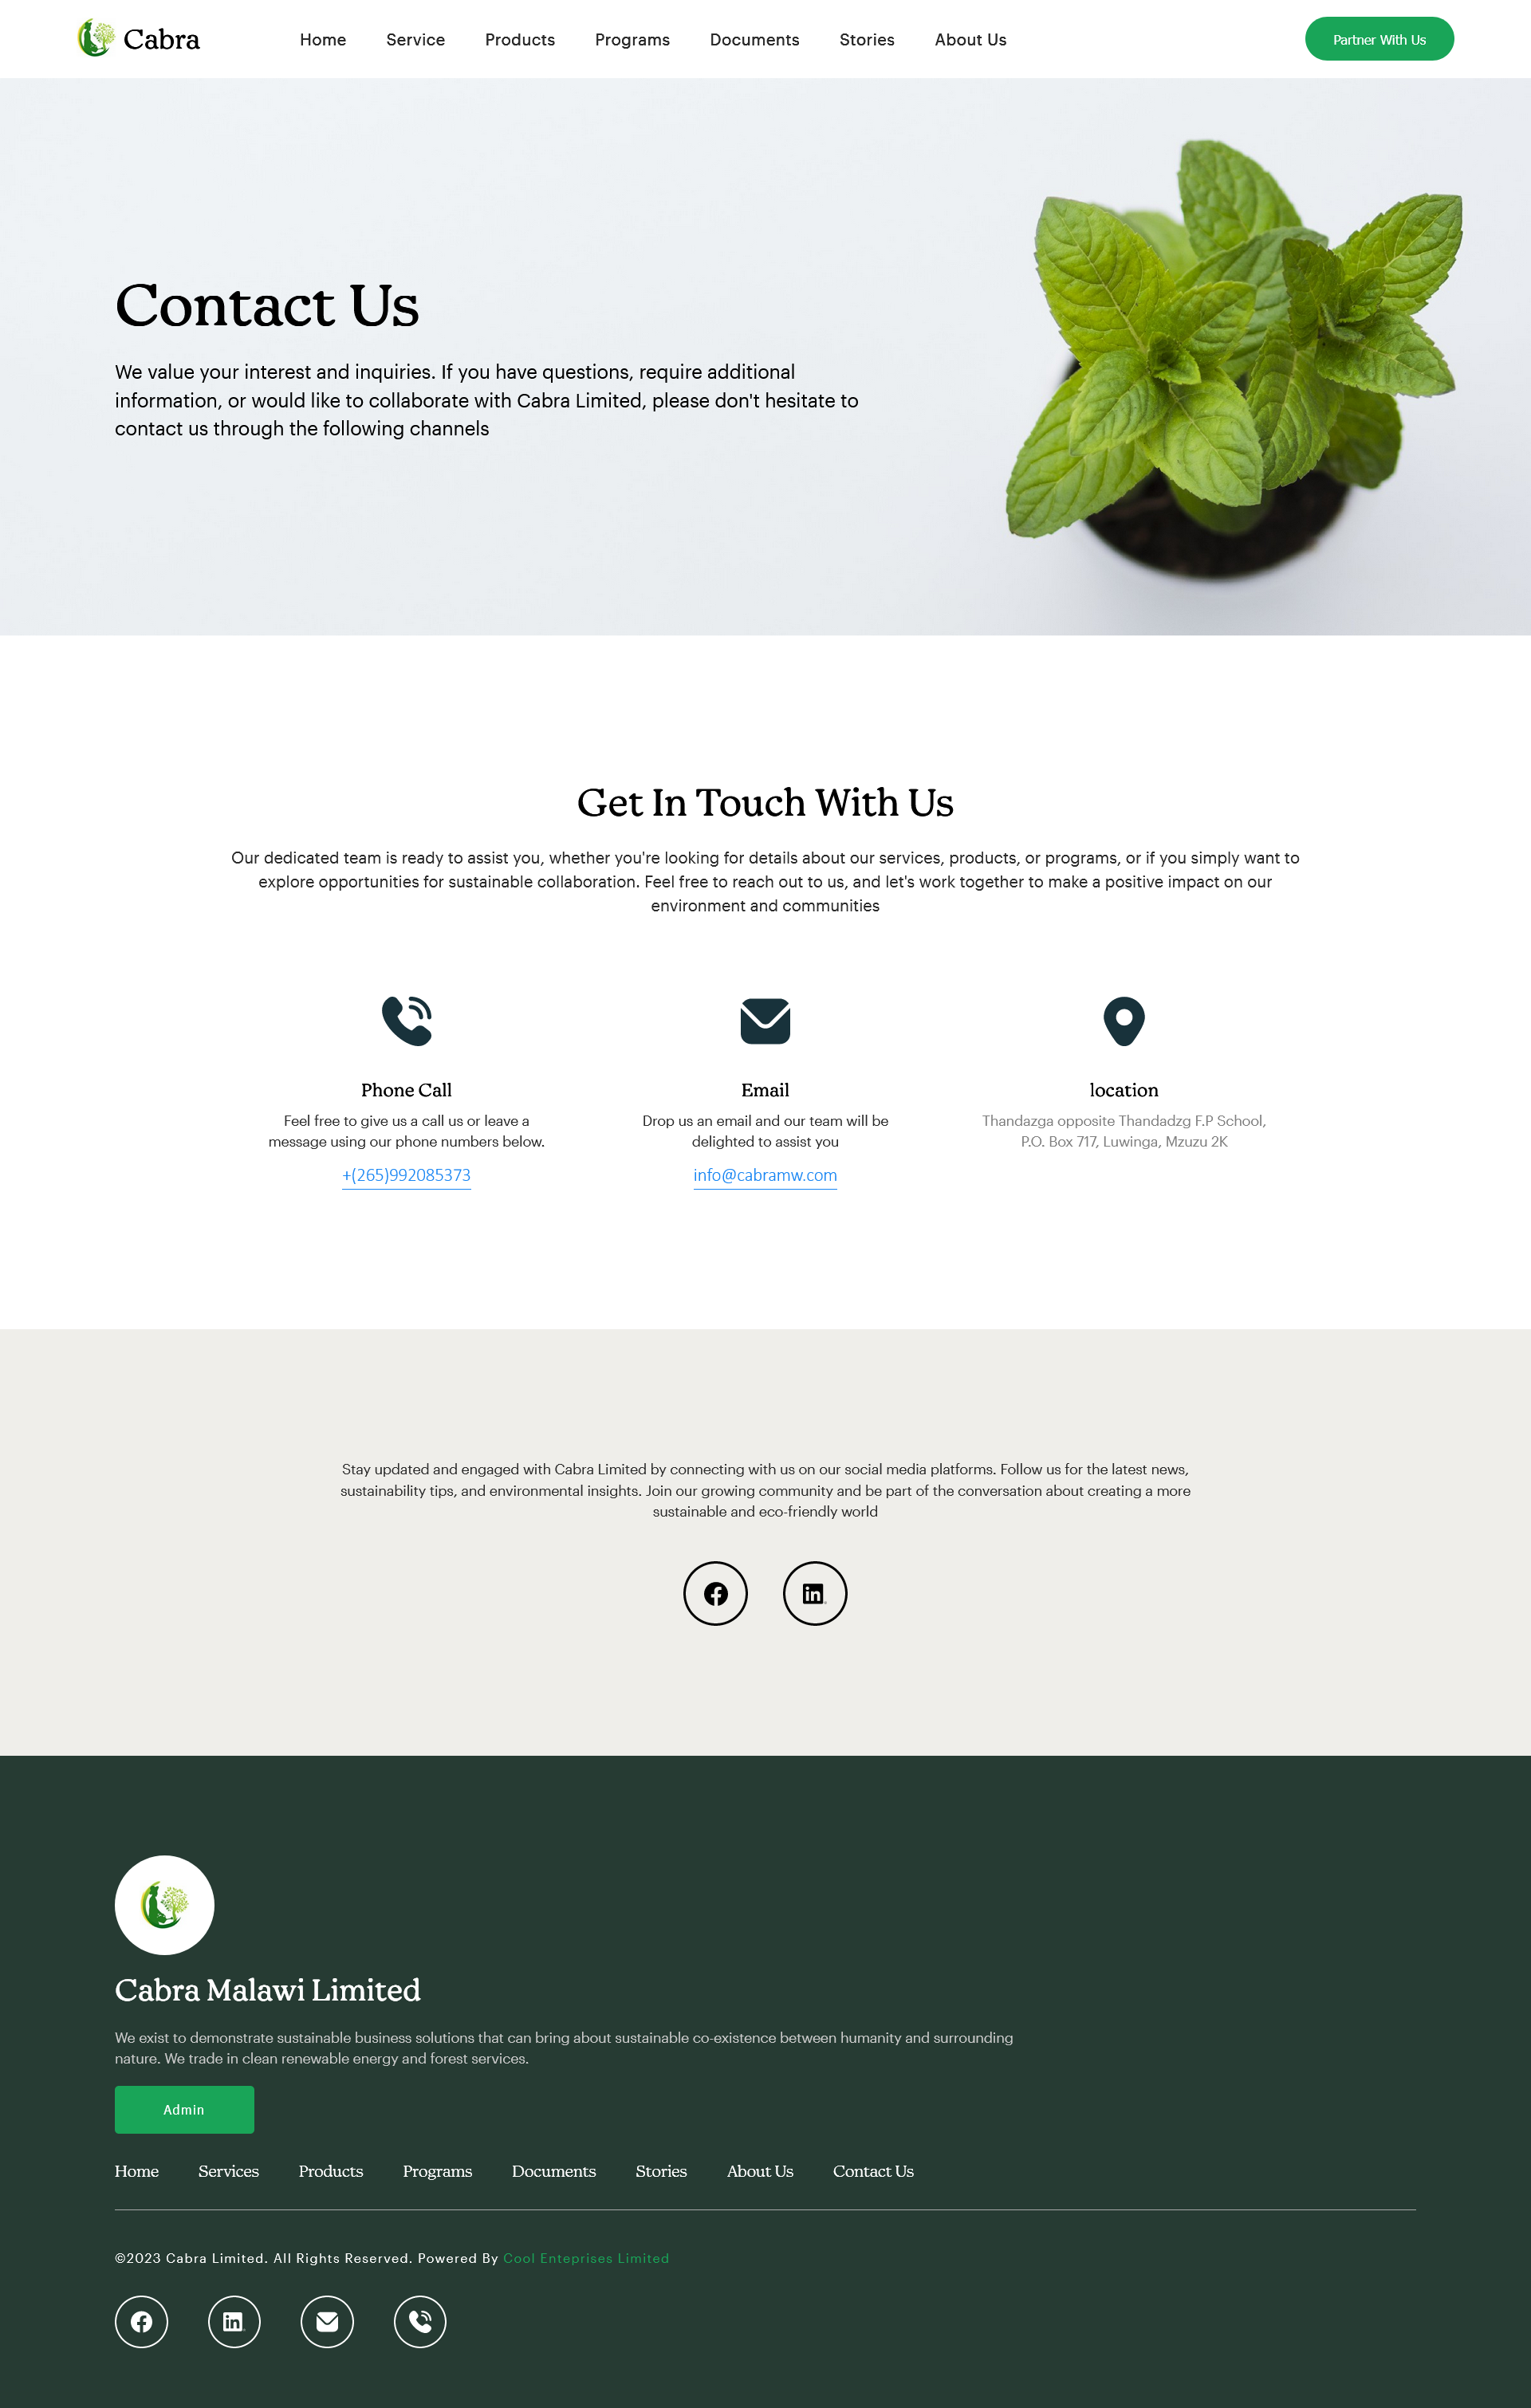 Cabra
Home
Service
Products
Programs
Documents
Stories
About Us
Partner With Us
Contact Us
We value your interest and inquiries. If you have questions, require additional
information, or would like to collaborate with Cabra Limited, please don't hesitate to
contact us through the following channels
Get In Touch With Us
Our dedicated team is ready to assist you, whether you're looking for details about our services, products, or programs, or if you simply want to
explore opportunities for sustainable collaboration. Feel free to reach out to us, and let's work together to make a positive impact on our
environment and communities
Phone Call
Feel free to give us a call us or leave a
message using our phone numbers below.
+(265)992085373
Email
Drop us an email and our team will be
delighted to assist you
info@cabramw.com
location
Thandazga opposite Thandadzg F.P School,
P.O. Box 717, Luwinga, Mzuzu 2K
Stay updated and engaged with Cabra Limited by connecting with us on our social media platforms. Follow us for the latest news,
sustainability tips, and environmental insights. Join our growing community and be part of the conversation about creating a more
sustainable and eco-friendly world
Cabra Malawi Limited
We exist to demonstrate sustainable business solutions that can bring about sustainable co-existence between humanity and surrounding
nature. We trade in clean renewable energy and forest services.
Admin
Home
Services
Products
Programs
Documents
Stories
About Us
Contact Us
©2023 Cabra Limited. All Rights Reserved. Powered By Cool Enteprises Limited